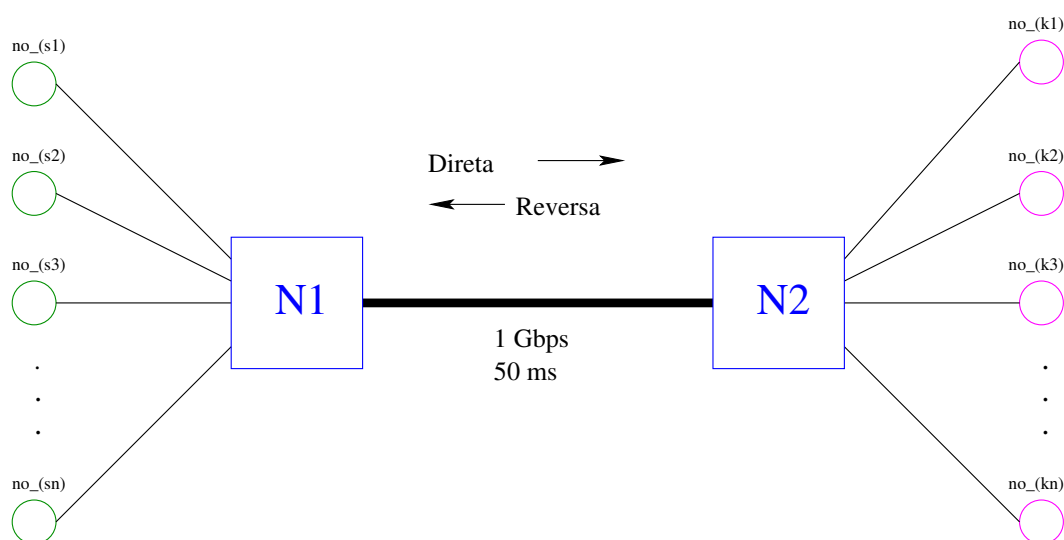 no_(s1)
no_(k1)
no_(s2)
no_(k2)
Direta
Reversa
no_(s3)
no_(k3)
N1
N2
1 Gbps
50 ms
.
.
.
.
.
.
no_(sn)
no_(kn)